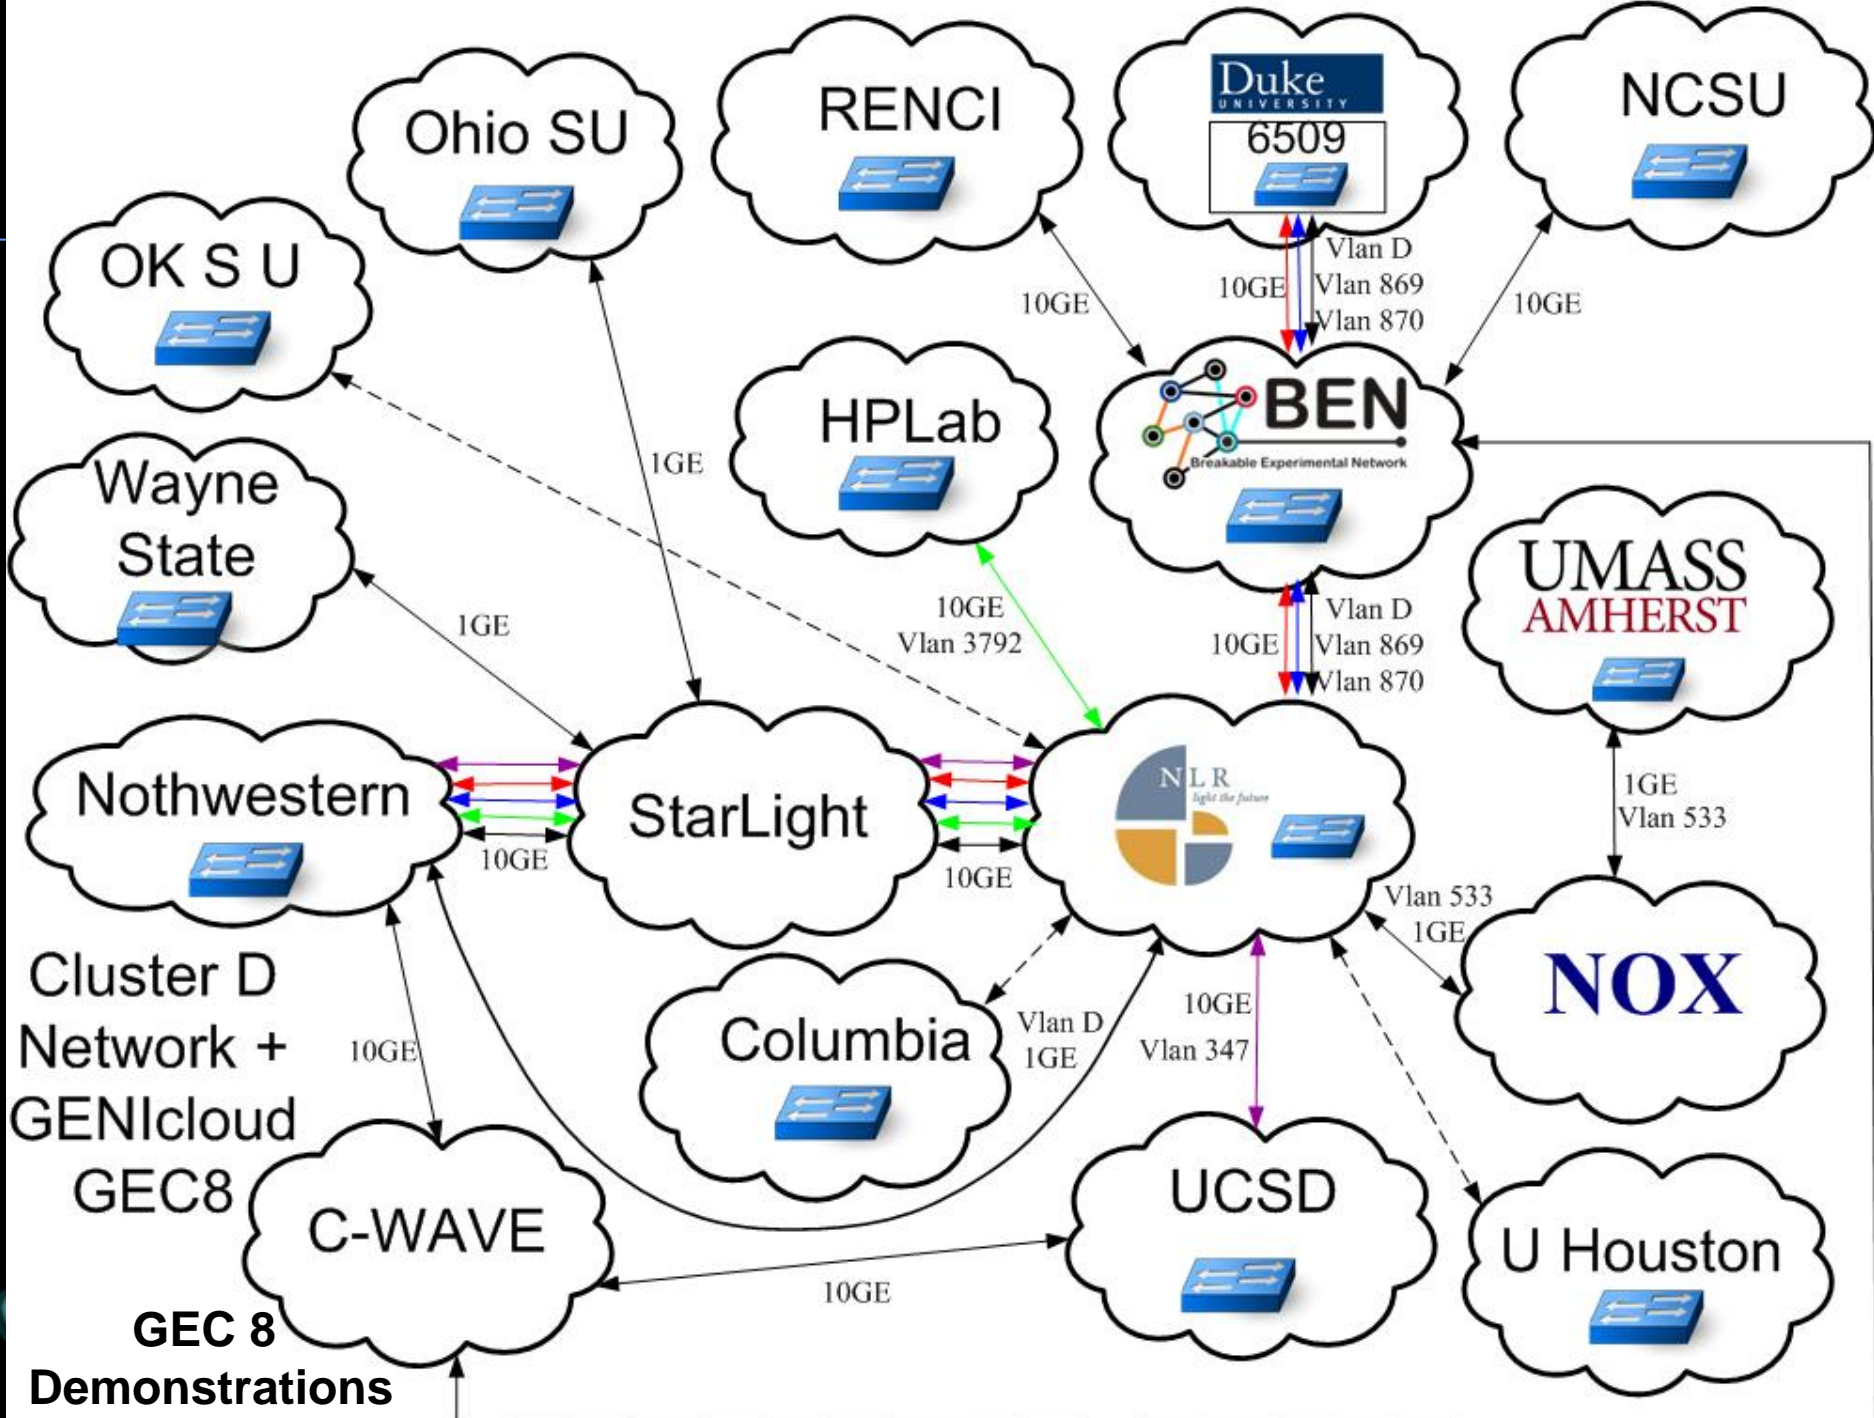 Duke
UNIVERSITY
6509
NCSU
RENCI
Ohio SU
OK S U
Vlan D
10GE
Vlan 869
Vlan 870
10GE
10GE
HPLab
BEN
Breakable Experimental Network
1GE
Wayne
State
UMASS
AMHERST
10GE
Vlan 3792
1GE
Vlan D
10GE
Vlan 869
Vlan 870
Nothwestern
10GE
StarLight
10GE
NLR
light the future
1GE
Vlan 533
Vlan 533
1GE
NOX
Cluster D
Network +
GENIcloud
GEC8
10GE
Columbia
Vlan D
1GE
10GE
Vlan 347
C-WAVE
10GE
UCSD
U Houston
GEC 8
Demonstrations